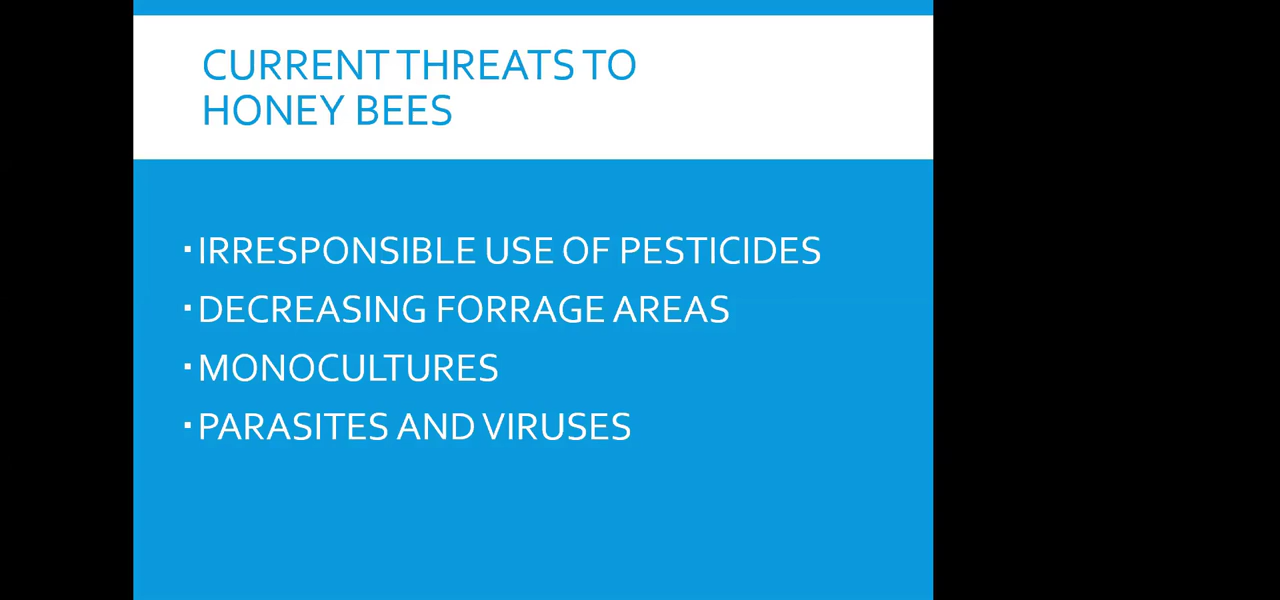 CURRENT THREATS TO
HONEY BEES
▪ IRRESPONSIBLE USE OF PESTICIDES
▪ DECREASING FORRAGE AREAS
▪ MONOCULTURES
▪ PARASITES AND VIRUSES